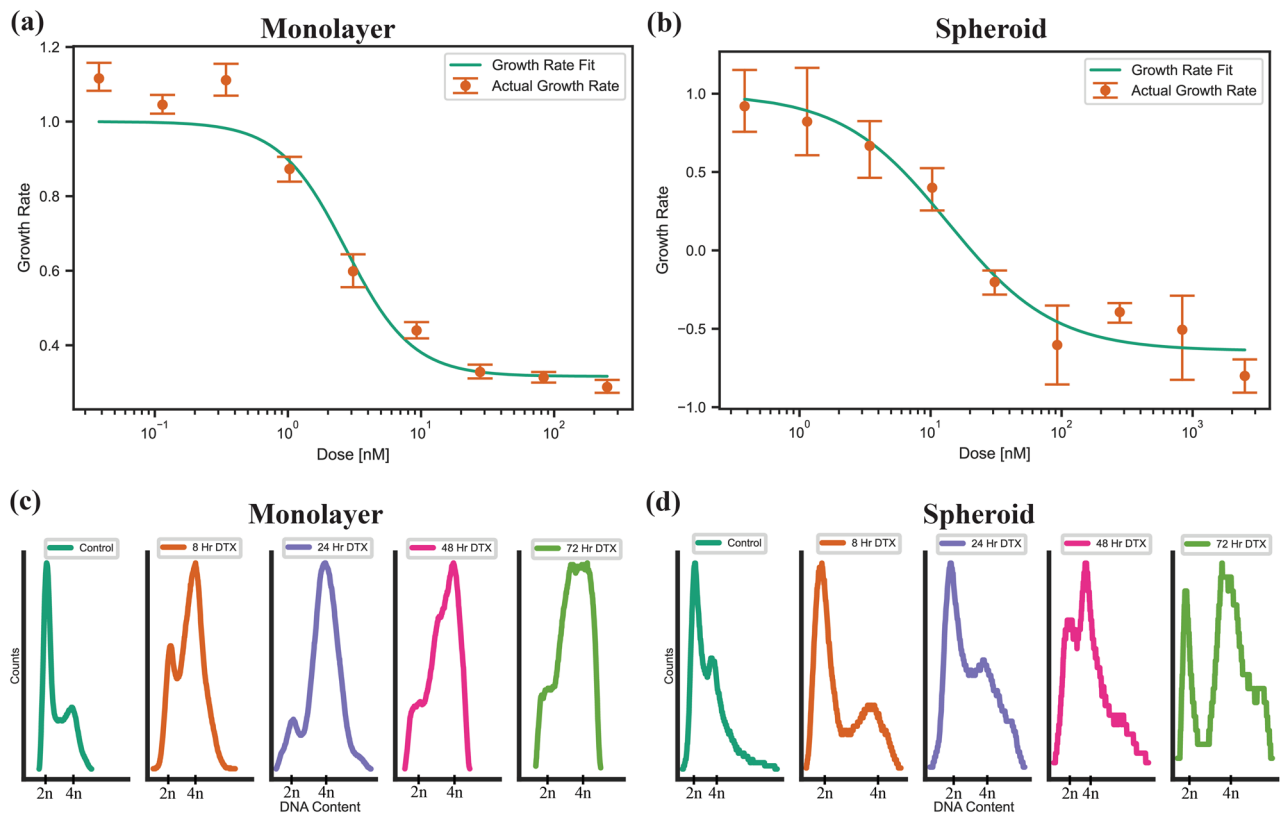 (a)
Monolayer
Growth Rate Fit
Actual Growth Rate
1.2
1.0
0.8
0.6
0.4
Growth Rate
10⁻¹ 10⁰ 10¹ 10²
Dose [nM]
(b)
Spheroid
Growth Rate Fit
Actual Growth Rate
1.0
0.5
0.0
−0.5
−1.0
Growth Rate
10⁰ 10¹ 10² 10³
Dose [nM]
(c)
Monolayer
Control
8 Hr DTX
24 Hr DTX
48 Hr DTX
72 Hr DTX
Counts
2n 4n 2n 4n 2n 4n 2n 4n 2n 4n
DNA Content
(d)
Spheroid
Control
8 Hr DTX
24 Hr DTX
48 Hr DTX
72 Hr DTX
Counts
2n 4n 2n 4n 2n 4n 2n 4n 2n 4n
DNA Content